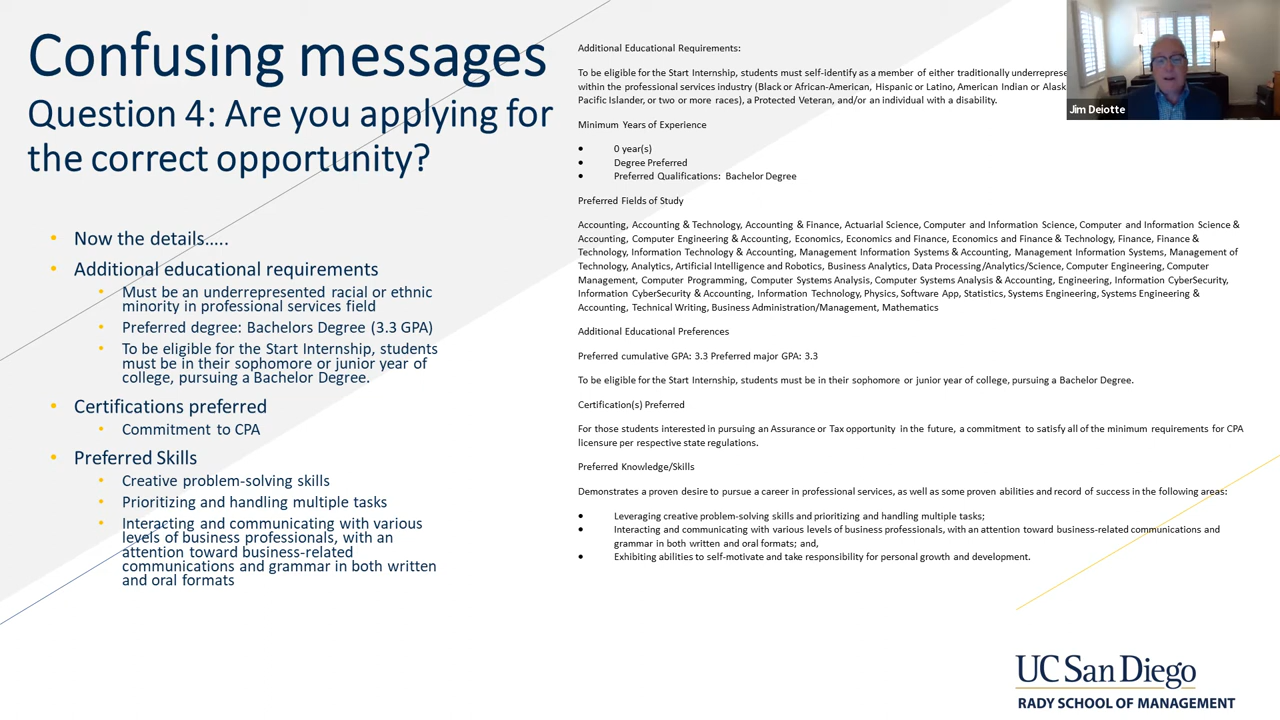 Confusing messages
Question 4: Are you applying for
the correct opportunity?
• Now the details…..
• Additional educational requirements
• Must be an underrepresented racial or ethnic
minority in professional services field
• Preferred degree: Bachelors Degree (3.3 GPA)
• To be eligible for the Start Internship, students
must be in their sophomore or junior year of
college, pursuing a Bachelor Degree.
• Certifications preferred
• Commitment to CPA
• Preferred Skills
• Creative problem-solving skills
• Prioritizing and handling multiple tasks
• Interacting and communicating with various
levels of business professionals, with an
attention toward business-related
communications and grammar in both written
and oral formats
Additional Educational Requirements:
To be eligible for the Start Internship, students must self-identify as a member of either traditionally
within the professional services industry (Black or African-American, Hispanic or Latino, American Indian or
Pacific Islander, or two or more races), a Protected Veteran, and/or an individual with a disability.
Minimum Years of Experience
• 0 year(s)
• Degree Preferred
• Preferred Qualifications: Bachelor Degree
Preferred Fields of Study
Accounting, Accounting & Technology, Accounting & Finance, Actuarial Science, Computer and Information Science, Computer and Information Science &
Accounting, Computer Engineering & Accounting, Economics, Economics and Finance, Economics and Finance & Technology, Finance, Finance &
Technology, Information Technology & Accounting, Management Information Systems & Accounting, Management Information Systems, Management of
Technology, Analytics, Artificial Intelligence and Robotics, Business Analytics, Data Processing/Analytics/Science, Computer Engineering, Computer
Management, Computer Programming, Computer Systems Analysis, Computer Systems Analysis & Accounting, Engineering, Information CyberSecurity,
Information CyberSecurity & Accounting, Information Technology, Physics, Software App, Statistics, Systems Engineering, Systems Engineering &
Accounting, Technical Writing, Business Administration/Management, Mathematics
Additional Educational Preferences
Preferred cumulative GPA: 3.3 Preferred major GPA: 3.3
To be eligible for the Start Internship, students must be in their sophomore or junior year of college, pursuing a Bachelor Degree.
Certification(s) Preferred
For those students interested in pursuing an Assurance or Tax opportunity in the future, a commitment to satisfy all of the minimum requirements for CPA
licensure per respective state regulations.
Preferred Knowledge/Skills
Demonstrates a proven desire to pursue a career in professional services, as well as some proven abilities and record of success in the following areas:
• Leveraging creative problem-solving skills and prioritizing and handling multiple tasks;
• Interacting and communicating with various levels of business professionals, with an attention toward business-related communications and
grammar in both written and oral formats; and,
• Exhibiting abilities to self-motivate and take responsibility for personal growth and development.
Jim Deiotte
UC San Diego
RADY SCHOOL OF MANAGEMENT